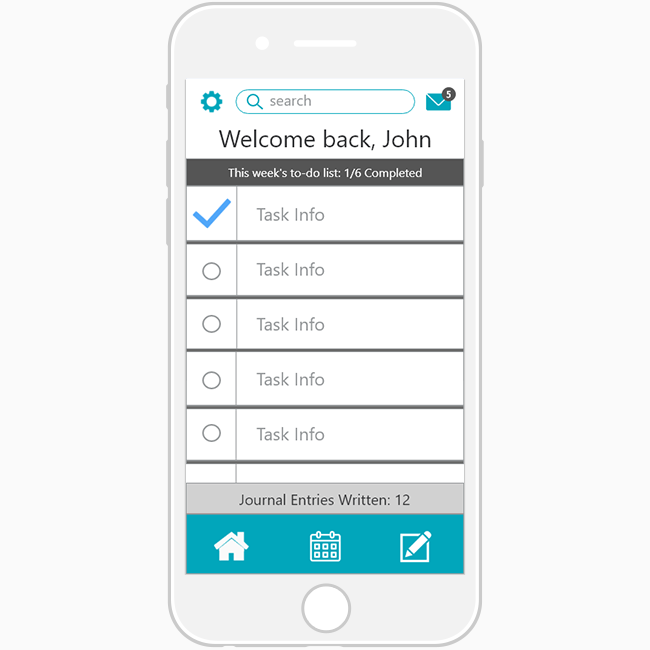 search
5
Welcome back, John
This week's to-do list: 1/6 Completed
Task Info
Task Info
Task Info
Task Info
Task Info
Journal Entries Written: 12